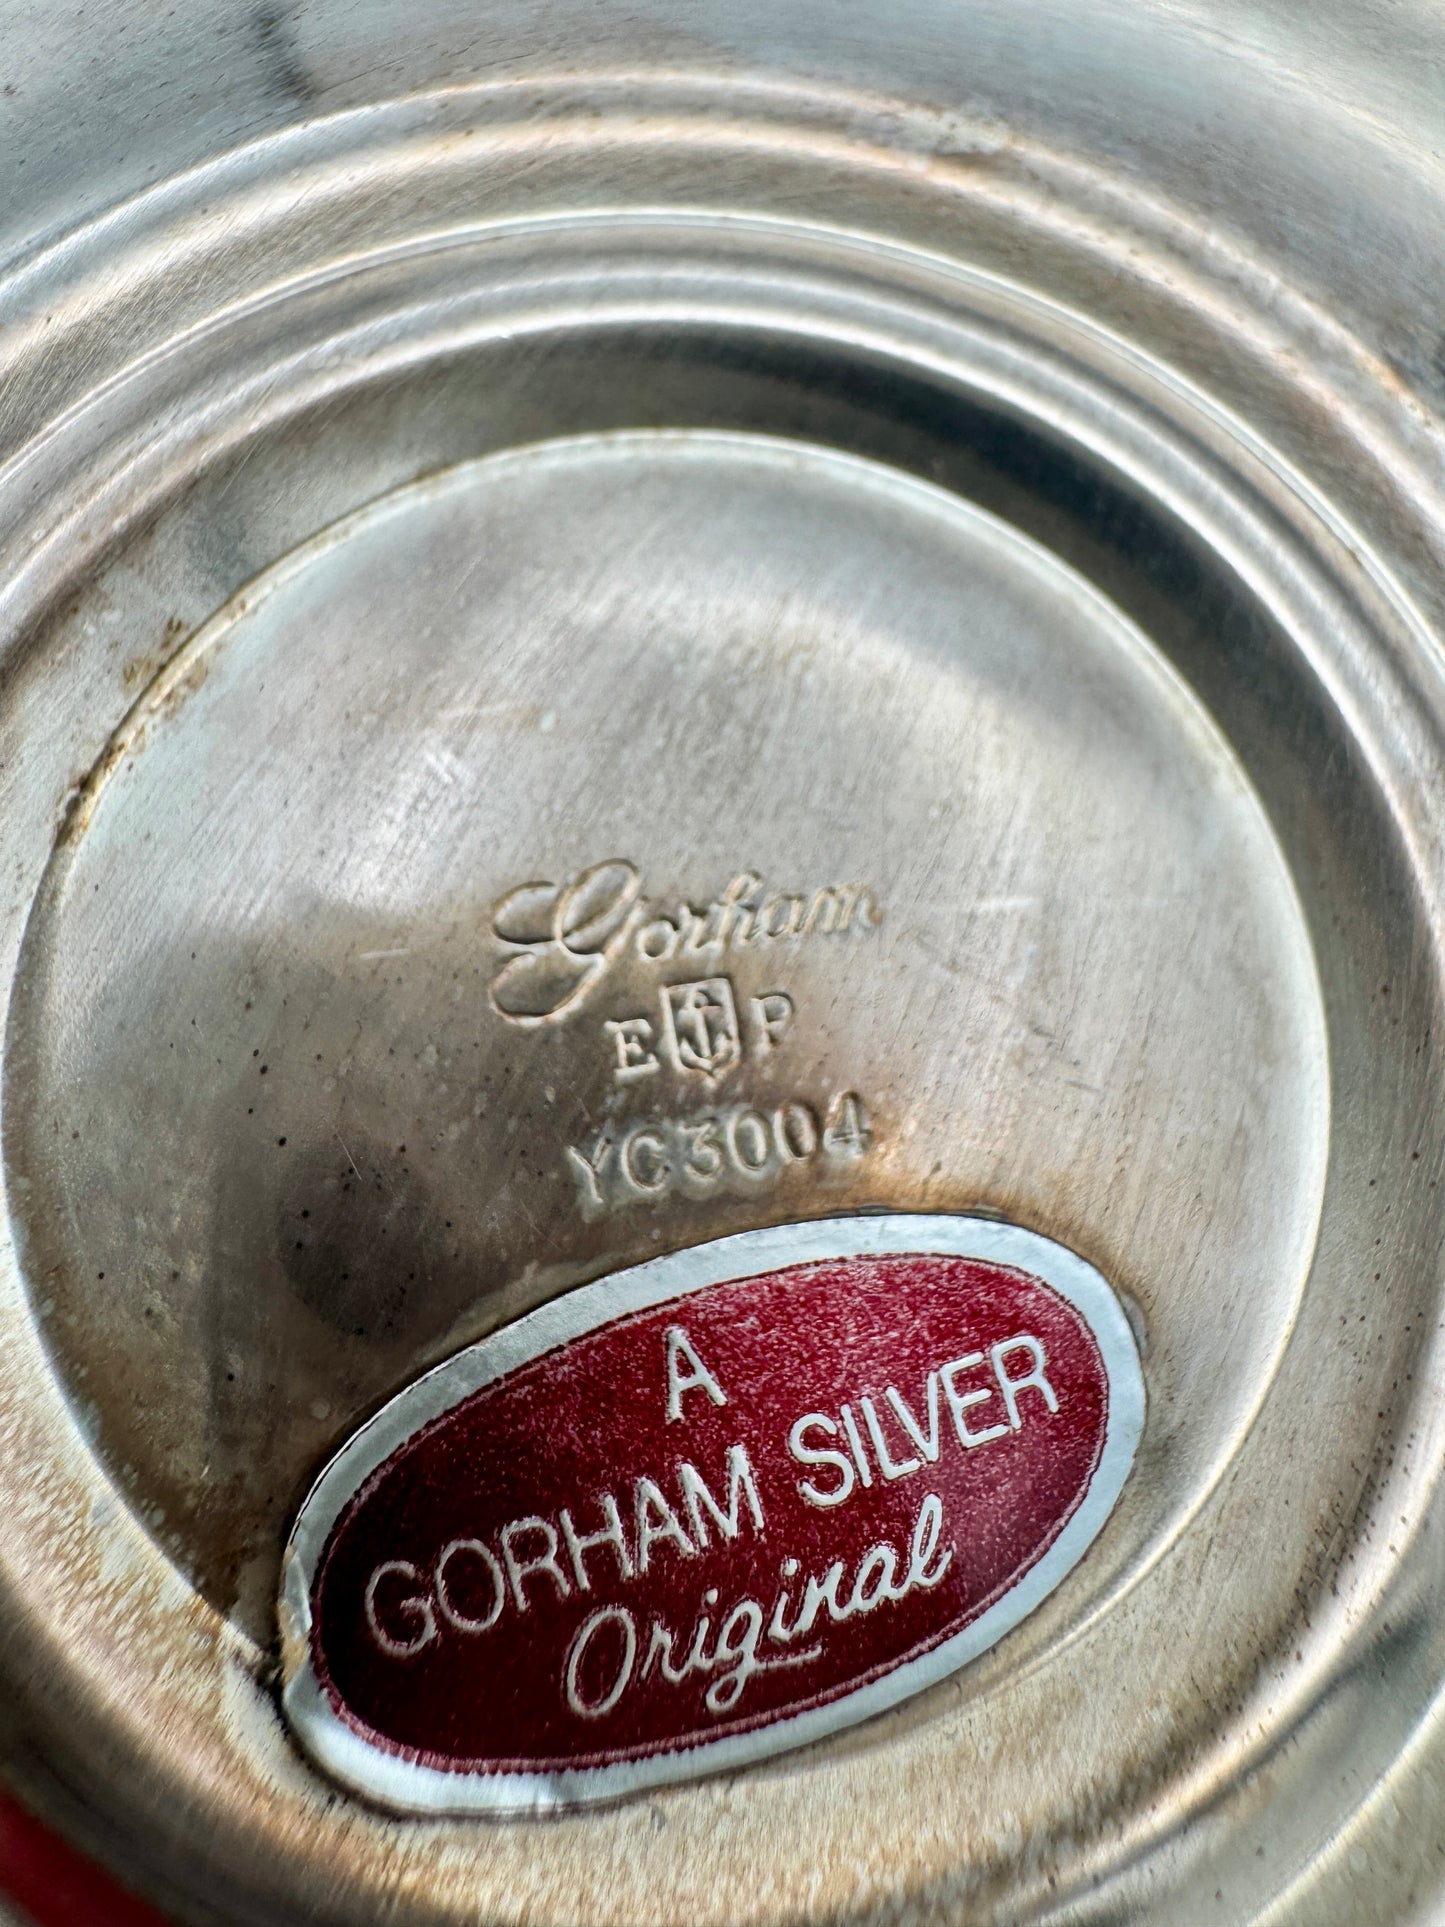 Gorham
E P
YC3004
A
GORHAM SILVER
Original